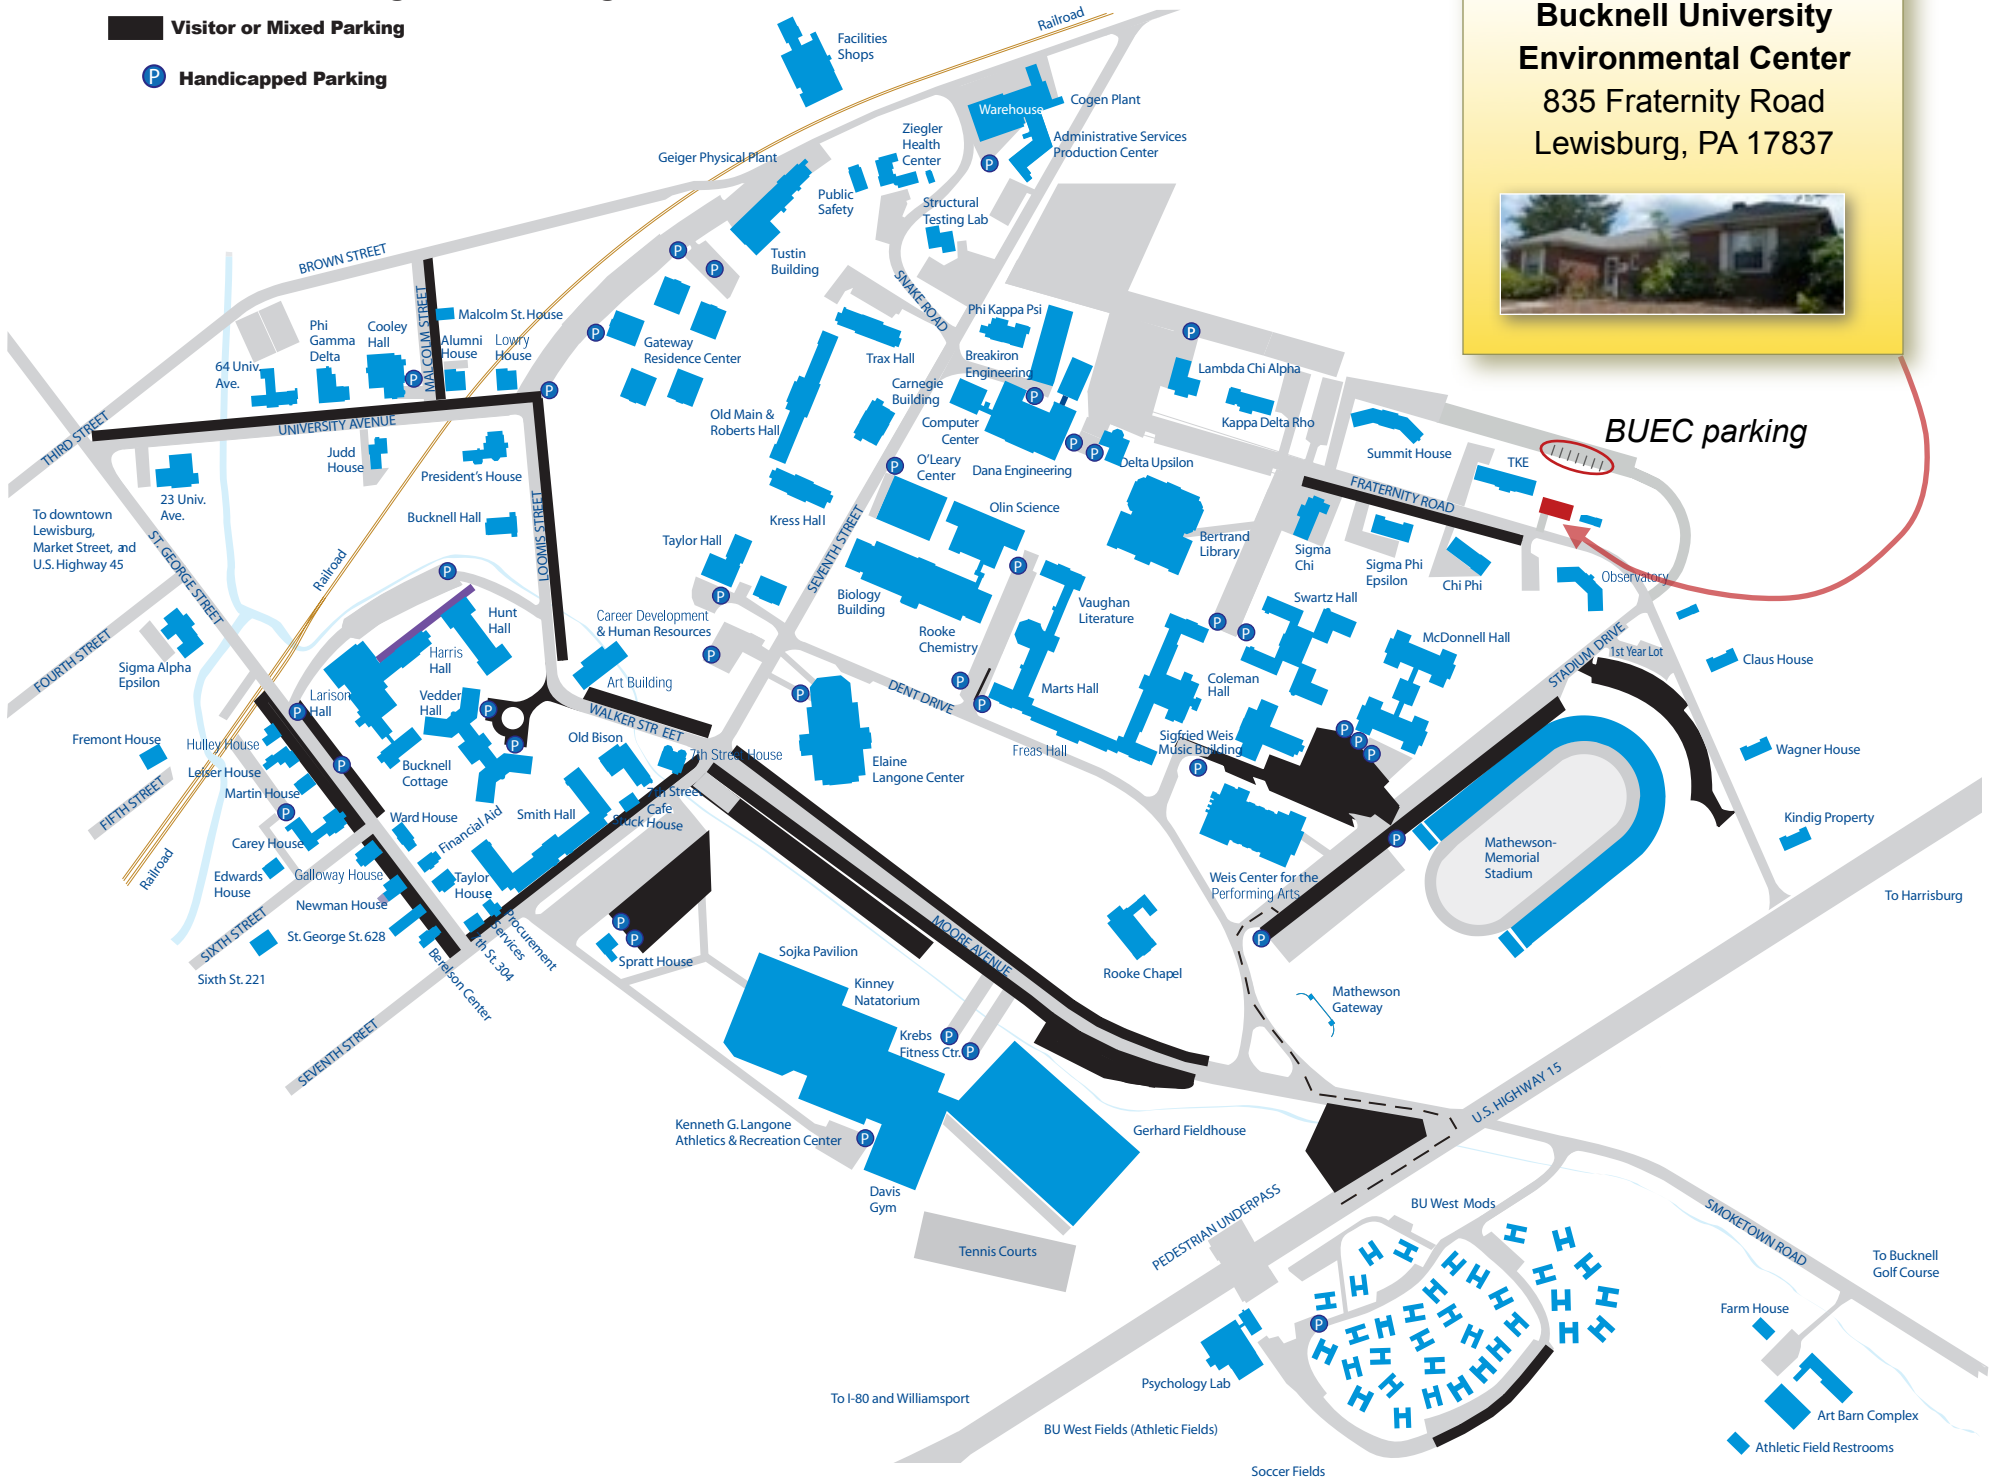 Visitor or Mixed Parking
P Handicapped Parking
Bucknell University
Environmental Center
835 Fraternity Road
Lewisburg, PA 17837
BUEC parking
Railroad
Facilities
Shops
Warehouse
Cogen Plant
Administrative Services
Production Center
Ziegler
Health
Center
Geiger Physical Plant
Public
Safety
Structural
Testing Lab
Tustin
Building
BROWN STREET
SNAKE ROAD
MALCOLM STREET
Malcolm St. House
Phi
Gamma
Delta
Cooley
Hall
Alumni
House
Lowry
House
64 Univ.
Ave.
Gateway
Residence Center
Trax Hall
Phi Kappa Psi
Breakiron
Engineering
Carnegie
Building
Lambda Chi Alpha
Kappa Delta Rho
Old Main &
Roberts Hall
Computer
Center
Summit House
THIRD STREET
UNIVERSITY AVENUE
Judd
House
President's House
O'Leary
Center
Dana Engineering
Delta Upsilon
TKE
FRATERNITY ROAD
23 Univ.
Ave.
Bucknell Hall
LOOMIS STREET
Kress Hall
Olin Science
Bertrand
Library
Sigma
Chi
Sigma Phi
Epsilon
Chi Phi
Observatory
To downtown
Lewisburg,
Market Street, and
U.S. Highway 45
ST. GEORGE STREET
Railroad
Taylor Hall
SEVENTH STREET
Biology
Building
Rooke
Chemistry
Vaughan
Literature
Swartz Hall
McDonnell Hall
STADIUM DRIVE
1st Year Lot
Claus House
Hunt
Hall
Career Development
& Human Resources
FOURTH STREET
Sigma Alpha
Epsilon
Harris
Hall
Larison
Hall
Vedder
Hall
Art Building
DENT DRIVE
Marts Hall
Coleman
Hall
WALKER STR EET
Fremont House
Hulley House
Leiser House
Martin House
Bucknell
Cottage
Old Bison
7th Street House
Elaine
Langone Center
Freas Hall
Sigfried Weis
Music Building
Wagner House
7th Street
Cafe
Stuck House
FIFTH STREET
Carey House
Ward House
Financial Aid
Smith Hall
Kindig Property
Mathewson-
Memorial
Stadium
Railroad
Edwards
House
Galloway House
Taylor
House
Newman House
Weis Center for the
Performing Arts
To Harrisburg
SIXTH STREET
St. George St. 628
Procurement
Services
7th St. 304
Berelson Center
Sixth St. 221
Spratt House
MOORE AVENUE
Sojka Pavilion
Kinney
Natatorium
Rooke Chapel
Mathewson
Gateway
SEVENTH STREET
Krebs
Fitness Ctr.
U.S. HIGHWAY 15
Kenneth G. Langone
Athletics & Recreation Center
Gerhard Fieldhouse
Davis
Gym
Tennis Courts
PEDESTRIAN UNDERPASS
BU West Mods
SMOKETOWN ROAD
To Bucknell
Golf Course
Farm House
Psychology Lab
To I-80 and Williamsport
BU West Fields (Athletic Fields)
Art Barn Complex
Athletic Field Restrooms
Soccer Fields